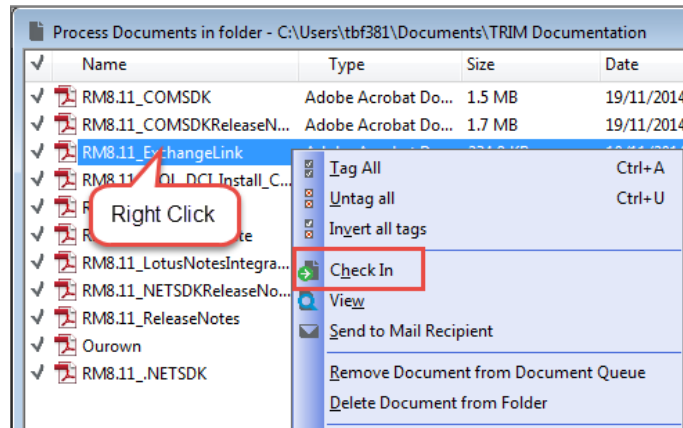 Process Documents in folder - C:\Users\tbf381\Documents\TRIM Documentation
Name Type Size Date
RM8.11_COMSDK Adobe Acrobat Do... 1.5 MB 19/11/2014
RM8.11_COMSDKReleaseN... Adobe Acrobat Do... 1.7 MB 19/11/2014
RM8.11_ExchangeLink
Tag All Ctrl+A
Untag all Ctrl+U
Right Click
Invert all tags
RM8.11_LotusNotesIntegra...
Check In
RM8.11_NETSDKReleaseNo...
View
RM8.11_ReleaseNotes
Send to Mail Recipient
Ourown
RM8.11_.NETSDK
Remove Document from Document Queue
Delete Document from Folder